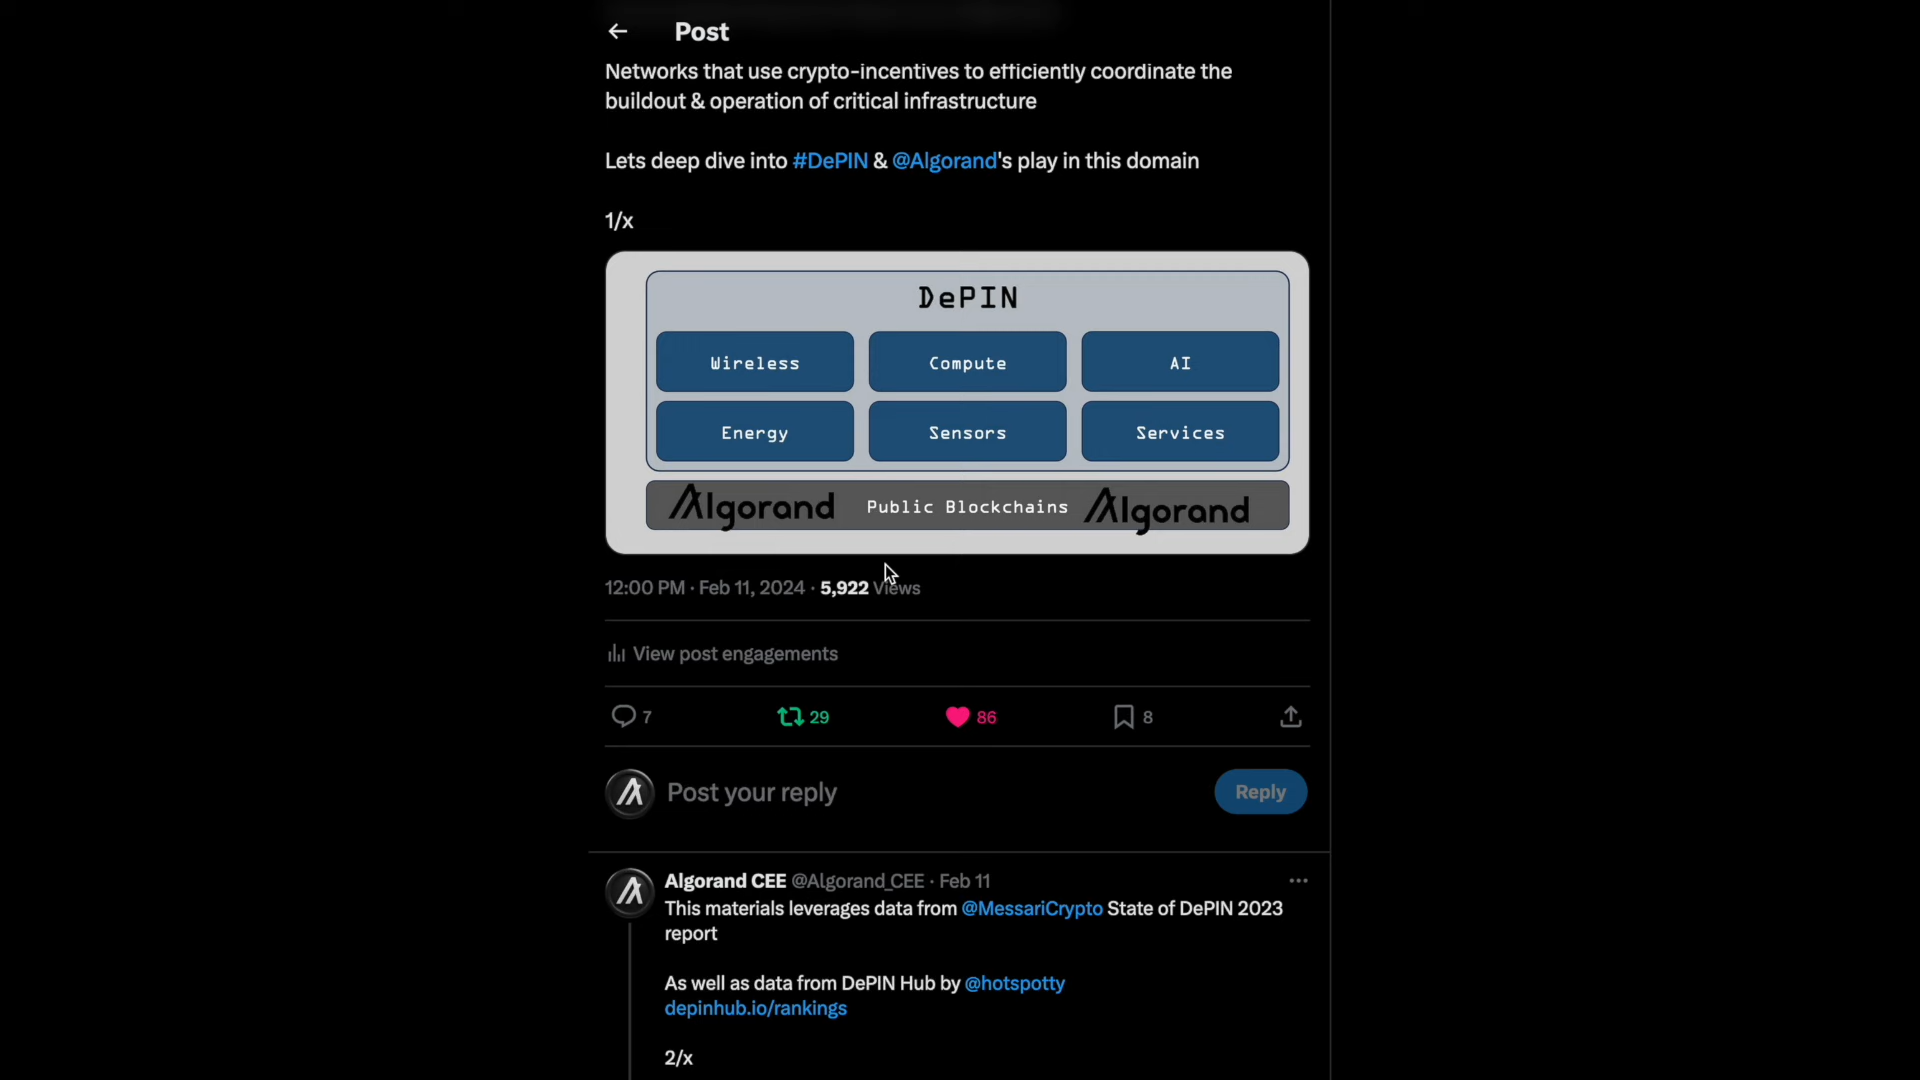 Post
Networks that use crypto-incentives to efficiently coordinate the
buildout & operation of critical infrastructure
Lets deep dive into #DePIN & @Algorand's play in this domain
1/x
DePIN
Wireless
Compute
AI
Energy
Sensors
Services
Algorand
Public Blockchains
Algorand
12:00 PM · Feb 11, 2024 · 5,922 Views
View post engagements
7
29
86
8
Post your reply
Reply
Algorand CEE @Algorand_CEE · Feb 11
This materials leverages data from @MessariCrypto State of DePIN 2023
report
As well as data from DePIN Hub by @hotspotty
depinhub.io/rankings
2/x